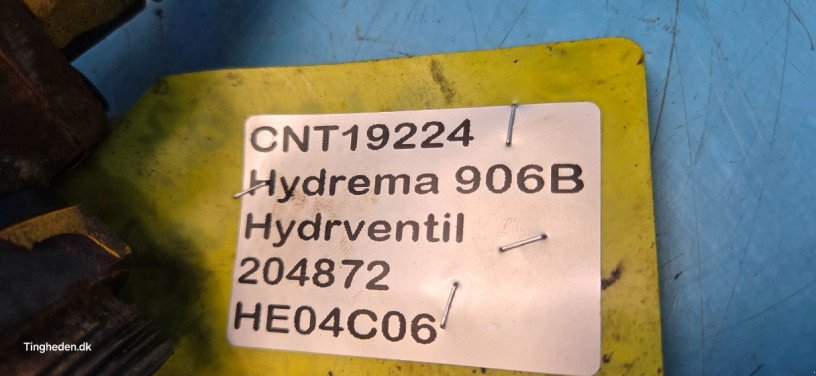 CNT19224
Hydrema 906B
Hydrventil
204872
HE04C06
Tingheden.dk